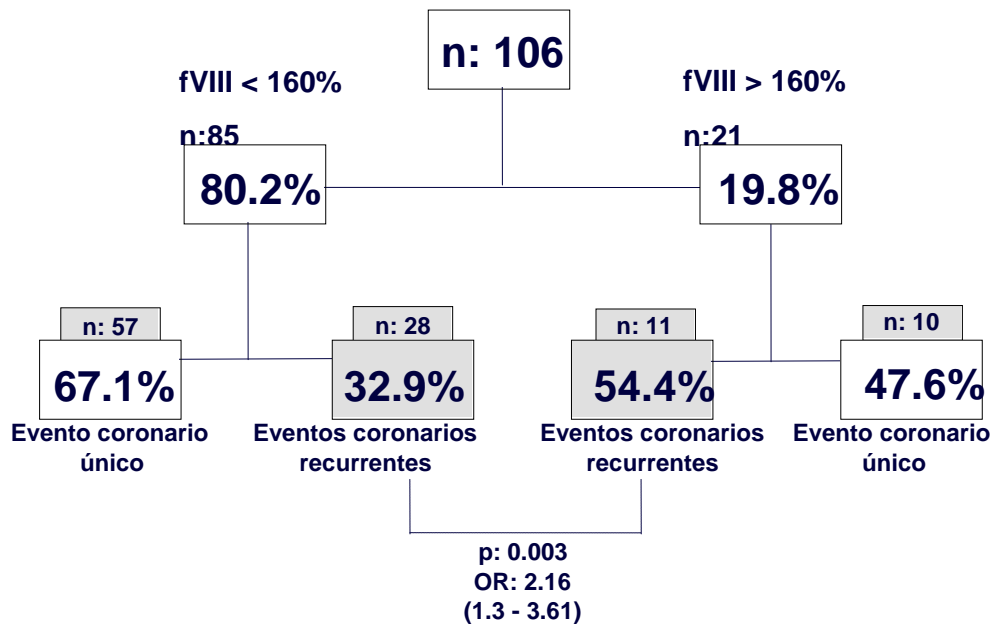 n: 106
fVIII < 160%
n:85
80.2%
fVIII > 160%
n:21
19.8%
n: 57
67.1%
Evento coronario
único
n: 28
32.9%
Eventos coronarios
recurrentes
n: 11
54.4%
Eventos coronarios
recurrentes
n: 10
47.6%
Evento coronario
único
p: 0.003
OR: 2.16
(1.3 - 3.61)